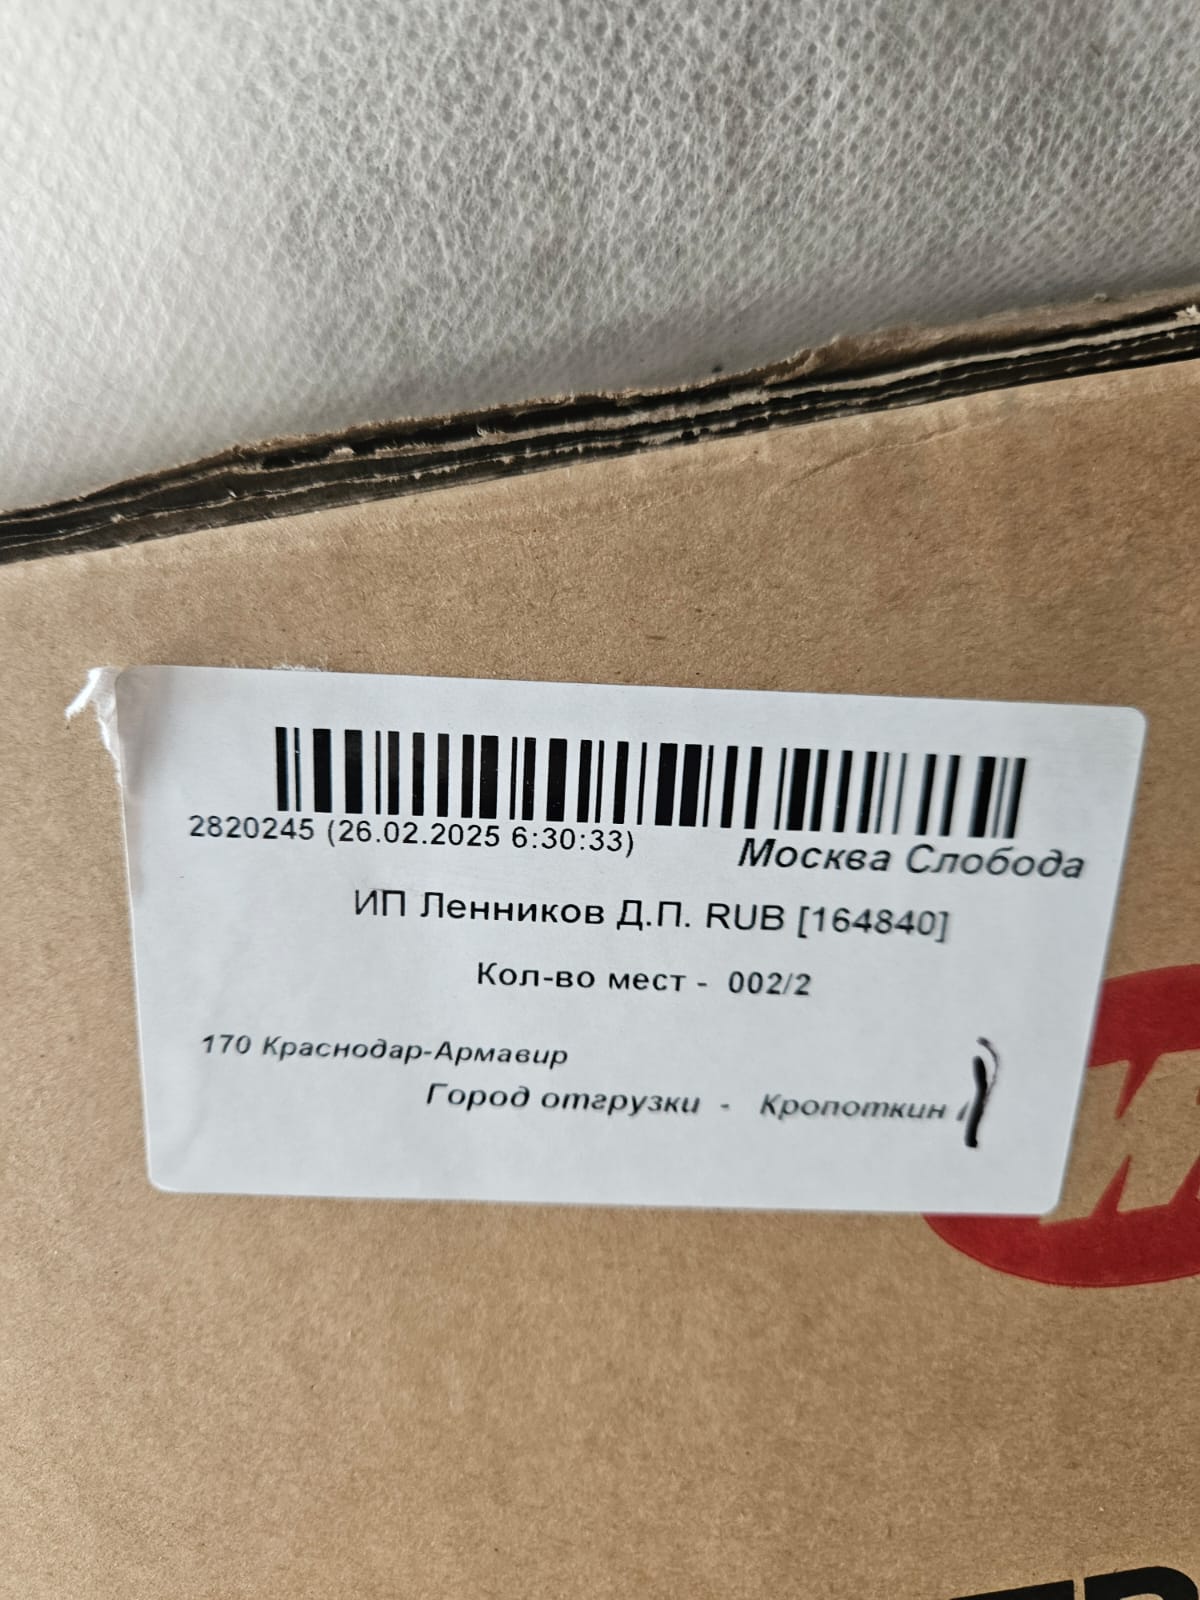 2820245 (26.02.2025 6:30:33)
Москва Слобода
ИП Ленников Д.П. RUB [164840]
Кол-во мест - 002/2
170 Краснодар-Армавир
Город отгрузки - Кропоткин